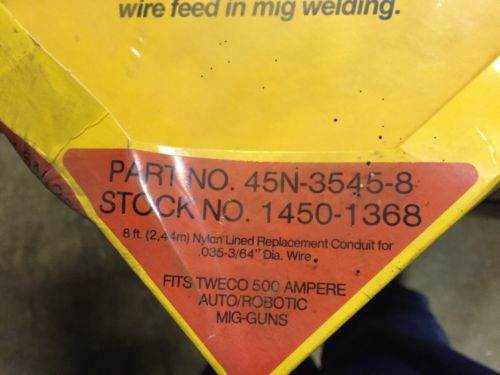 wire feed in mig welding.
PART NO. 45N-3545-8
STOCK NO. 1450-1368
8 ft. (2,44m) Nylon Lined Replacement Conduit for
.035-3/64" Dia. Wire
FITS TWECO 500 AMPERE
AUTO/ROBOTIC
MIG-GUNS